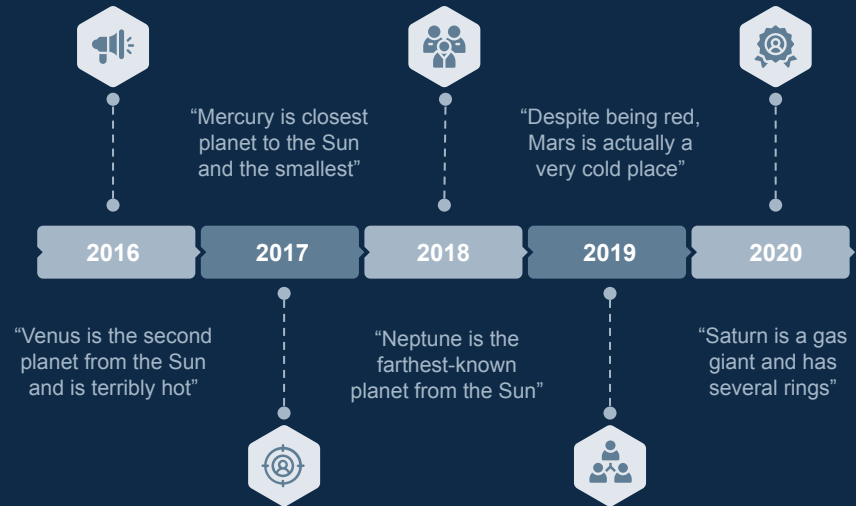 “Mercury is closest
planet to the Sun
and the smallest”
“Despite being red,
Mars is actually a
very cold place”
2016
2017
2018
2019
2020
“Venus is the second
planet from the Sun
and is terribly hot”
“Neptune is the
farthest-known
planet from the Sun”
“Saturn is a gas
giant and has
several rings”